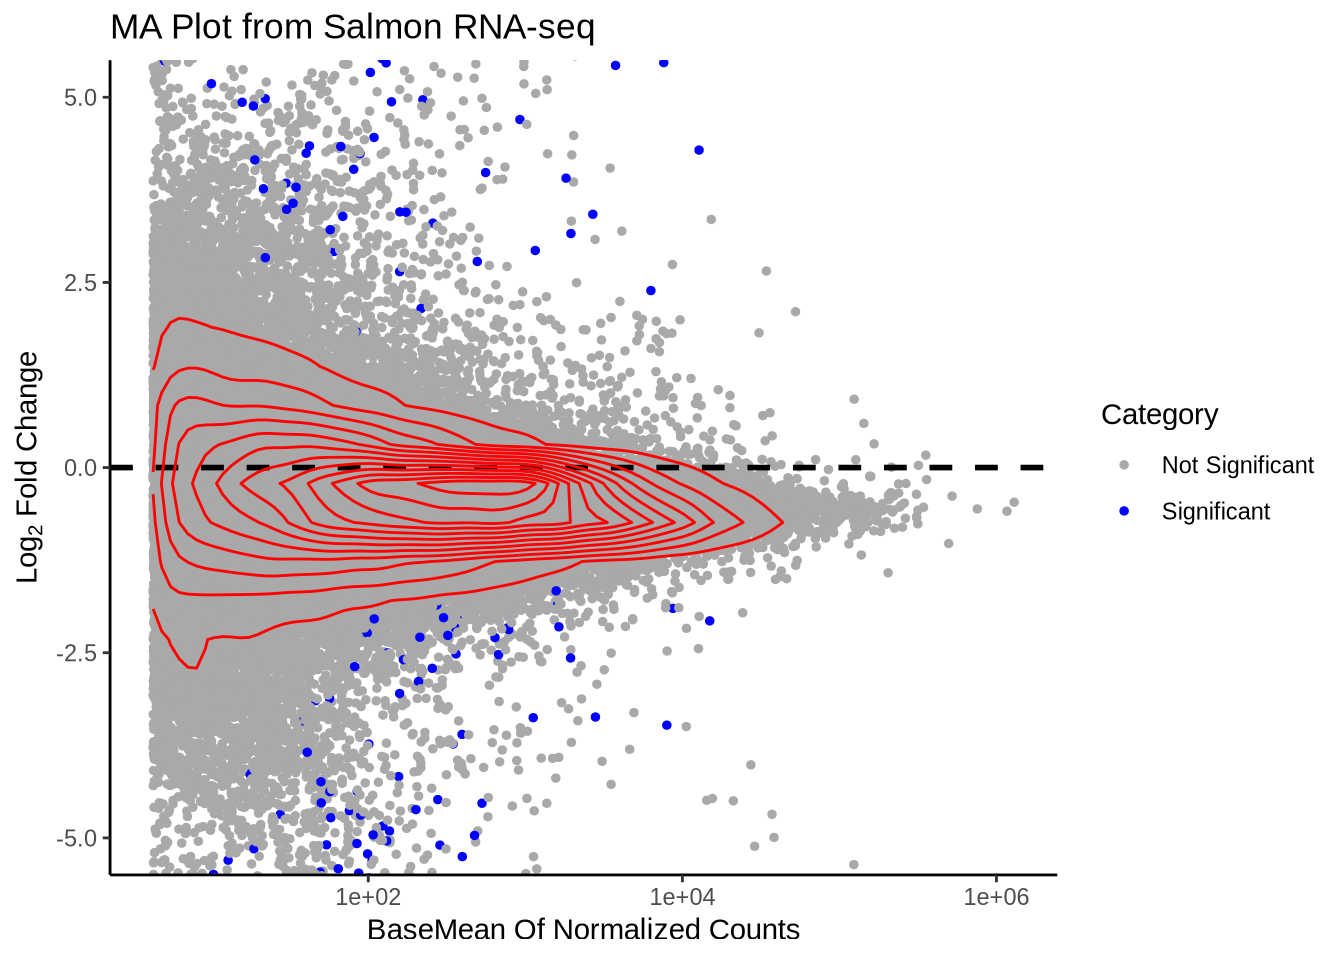 MA Plot from Salmon RNA-seq
5.0
2.5
0.0
-2.5
-5.0
Log₂ Fold Change
1e+02
1e+04
1e+06
BaseMean Of Normalized Counts
Category
Not Significant
Significant